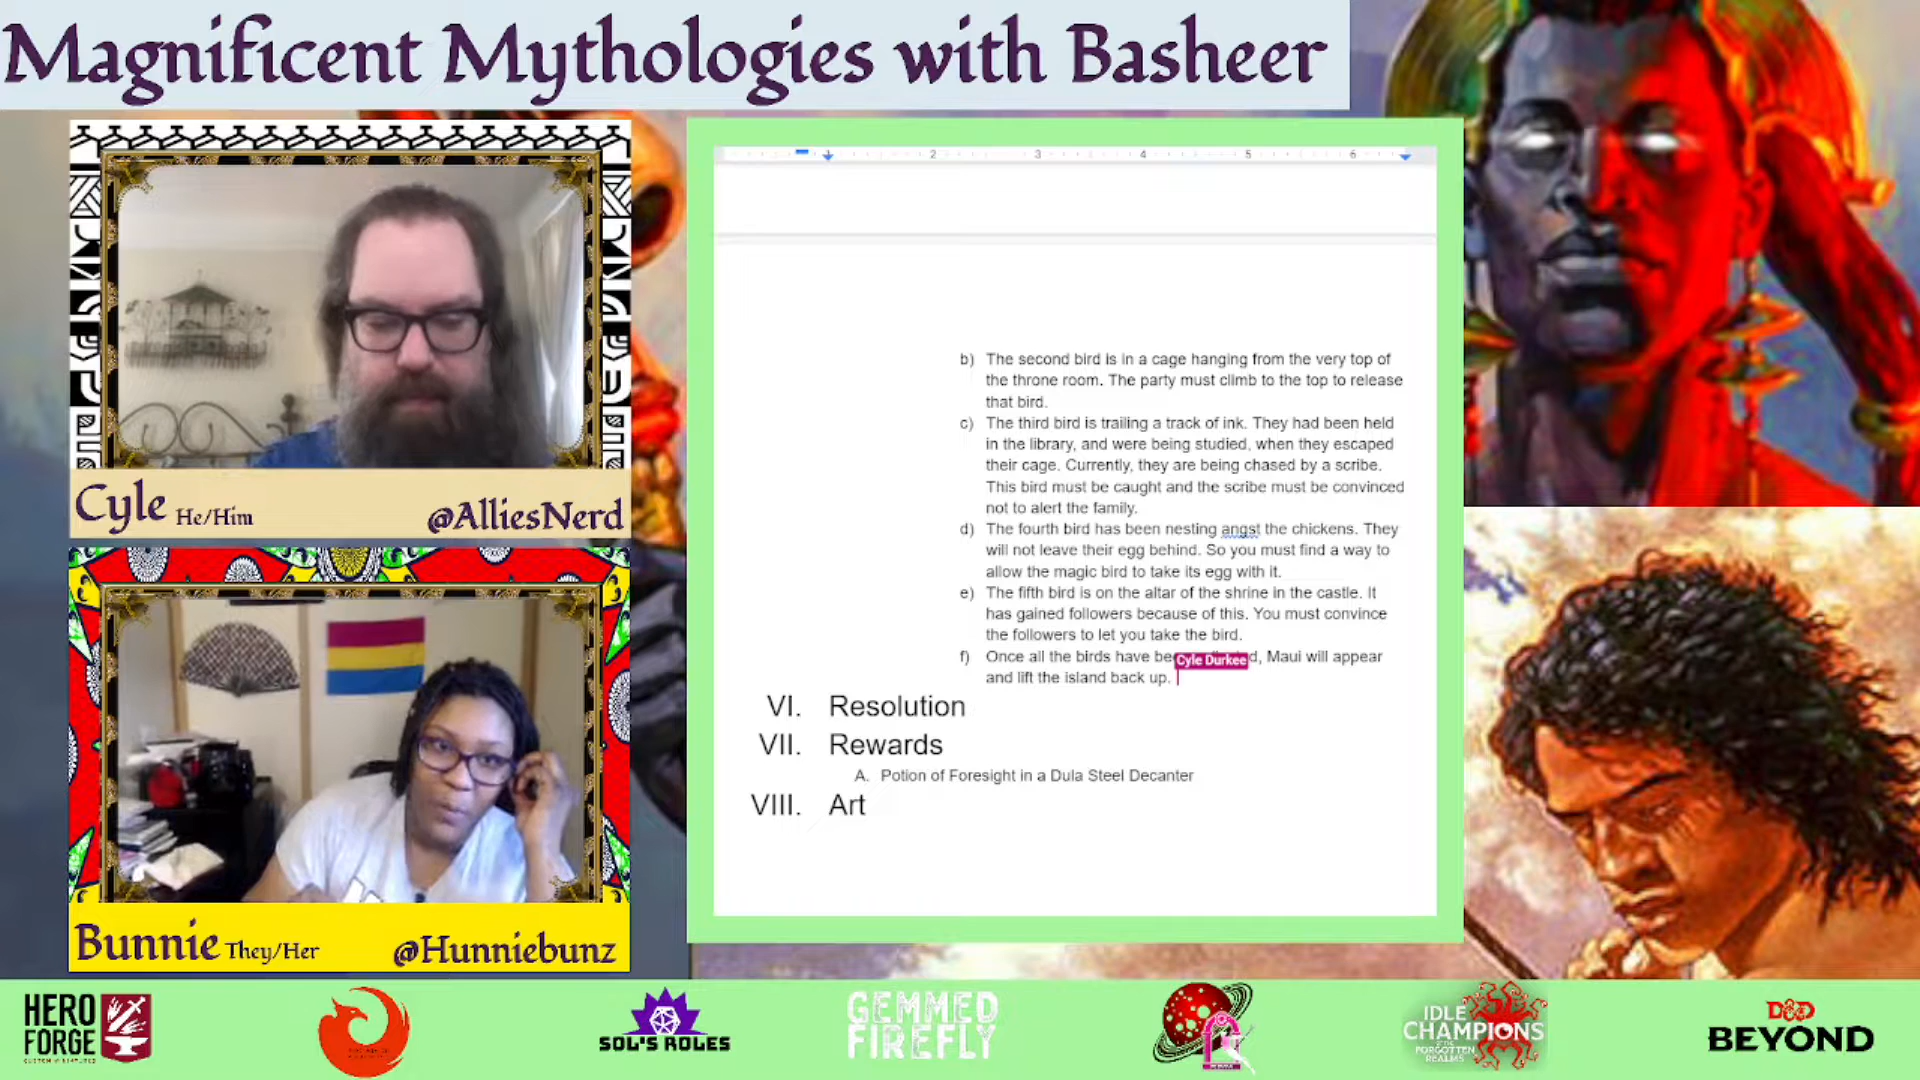 Magnificent Mythologies with Basheer
Cyle He/Him @AlliesNerd
Bunnie They/Her @Hunniebunz
2 3 4 5 6
b) The second bird is in a cage hanging from the very top of
the throne room. The party must climb to the top to release
that bird.
c) The third bird is trailing a track of ink. They had been held
in the library, and were being studied, when they escaped
their cage. Currently, they are being chased by a scribe.
This bird must be caught and the scribe must be convinced
not to alert the family.
d) The fourth bird has been nesting angst the chickens. They
will not leave their egg behind. So you must find a way to
allow the magic bird to take its egg with it.
e) The fifth bird is on the altar of the shrine in the castle. It
has gained followers because of this. You must convince
the followers to let you take the bird.
f) Once all the birds have Cyle Durkee Maui will appear
and lift the island back up.
VI. Resolution
VII. Rewards
A. Potion of Foresight in a Dula Steel Decanter
VIII. Art
HERO
FORGE
SOL'S ROLES
GEMMED
FIREFLY
IDLE
CHAMPIONS
OF THE
FORGOTTEN
REALMS
D&D
BEYOND